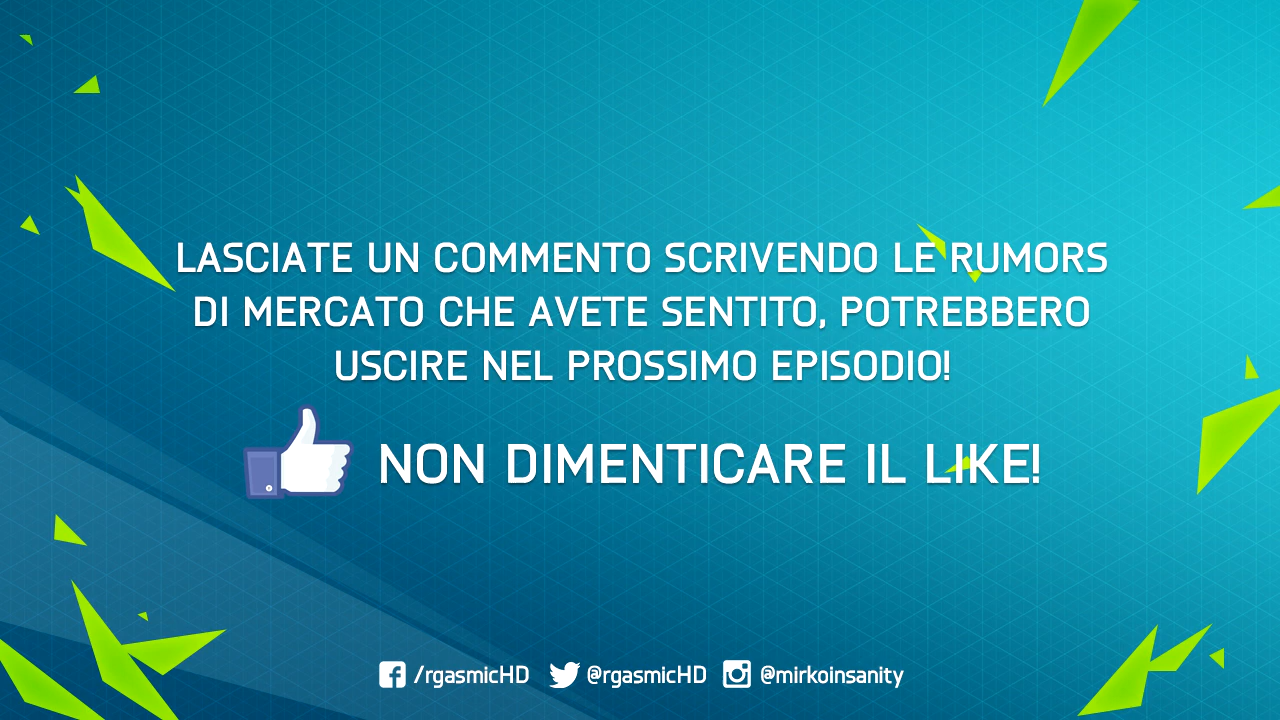 LASCIATE UN COMMENTO SCRIVENDO LE RUMORS
DI MERCATO CHE AVETE SENTITO, POTREBBERO
USCIRE NEL PROSSIMO EPISODIO!
NON DIMENTICARE IL LIKE!
/rgasmicHD @rgasmicHD @mirkoinsanity